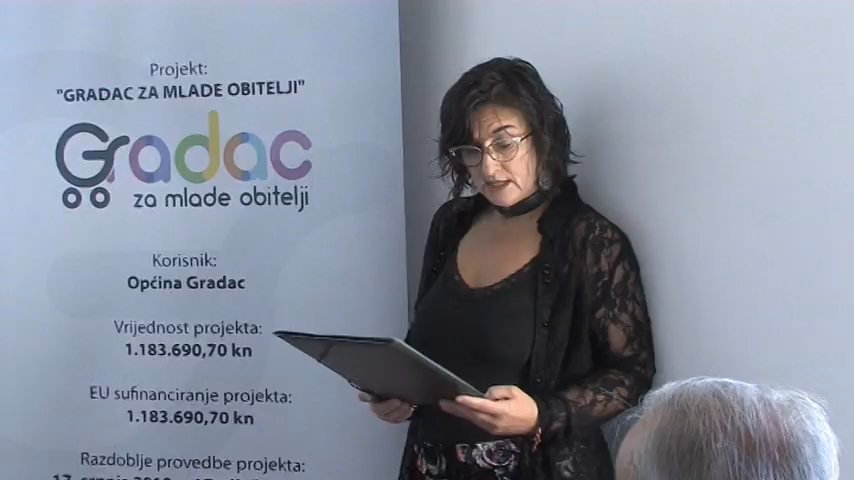 Projekt:
"GRADAC ZA MLADE OBITELJI"
Gradac
za mlade obitelji
Korisnik:
Općina Gradac
Vrijednost projekta:
1.183.690,70 kn
EU sufinanciranje projekta:
1.183.690,70 kn
Razdoblje provedbe projekta: